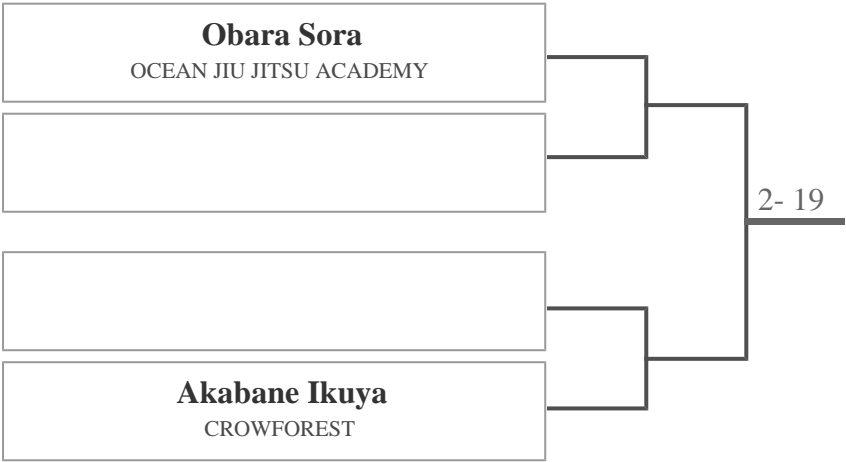 Obara Sora
OCEAN JIU JITSU ACADEMY
2- 19
Akabane Ikuya
CROWFOREST